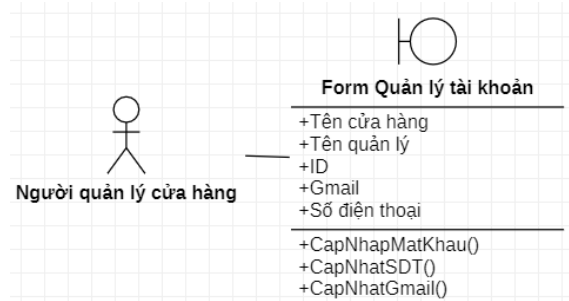 Form Quản lý tài khoản
+Tên cửa hàng
+Tên quản lý
+ID
+Gmail
+Số điện thoại
Người quản lý cửa hàng
+CapNhapMatKhau()
+CapNhatSDT()
+CapNhatGmail()